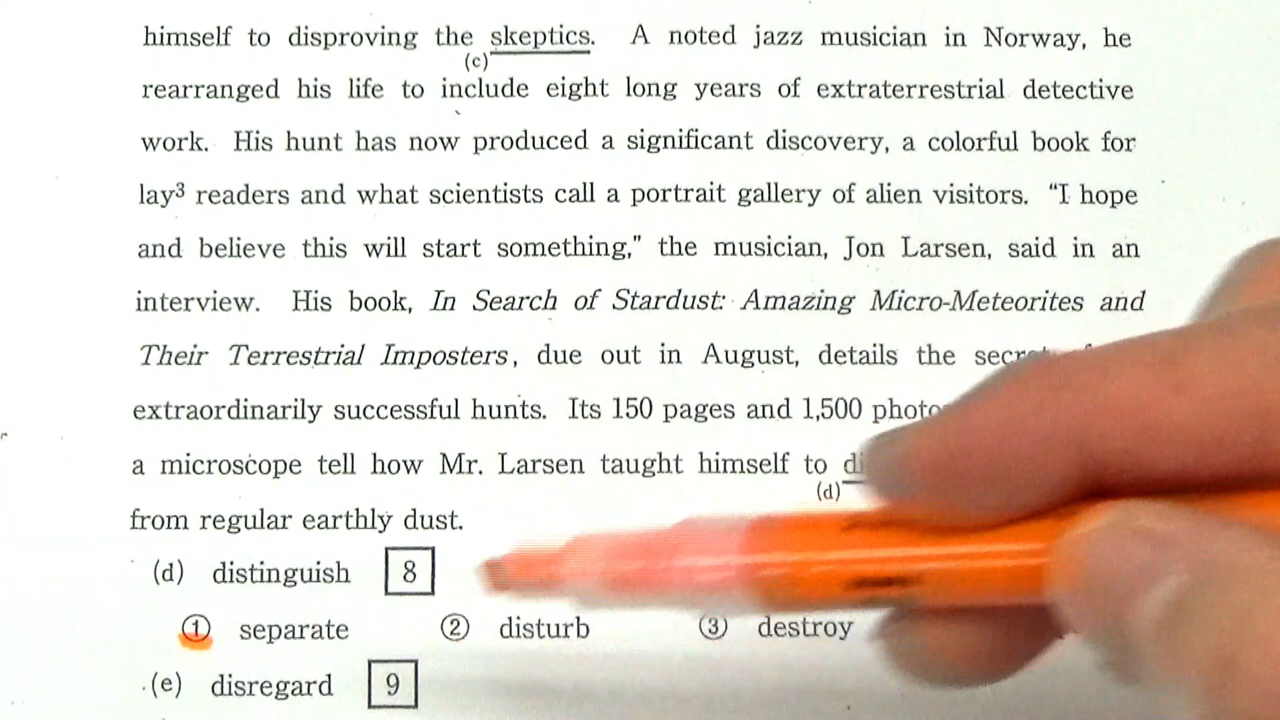 himself to disproving the skeptics. A noted jazz musician in Norway, he
(c)
rearranged his life to include eight long years of extraterrestrial detective
work. His hunt has now produced a significant discovery, a colorful book for
lay³ readers and what scientists call a portrait gallery of alien visitors. “I hope
and believe this will start something,” the musician, Jon Larsen, said in an
interview. His book, In Search of Stardust: Amazing Micro-Meteorites and
Their Terrestrial Imposters, due out in August, details the
extraordinarily successful hunts. Its 150 pages and 1,500
a microscope tell how Mr. Larsen taught himself to
(d)
from regular earthly dust.
(d) distinguish 8
① separate ② disturb ③ destroy
(e) disregard 9